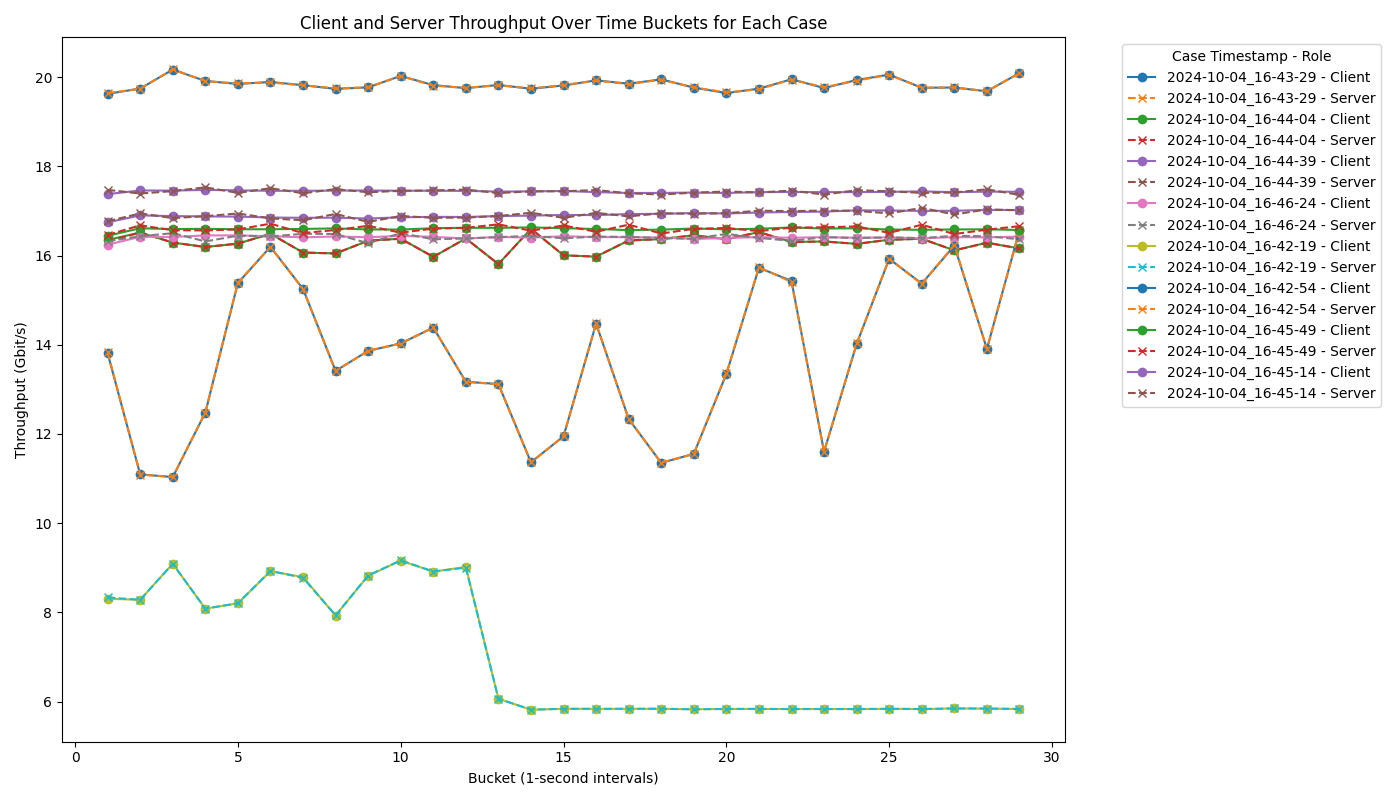 Client and Server Throughput Over Time Buckets for Each Case
Throughput (Gbit/s)
20
18
16
14
12
10
8
6
0
5
10
15
20
25
30
Bucket (1-second intervals)
Case Timestamp - Role
2024-10-04_16-43-29 - Client
2024-10-04_16-43-29 - Server
2024-10-04_16-44-04 - Client
2024-10-04_16-44-04 - Server
2024-10-04_16-44-39 - Client
2024-10-04_16-44-39 - Server
2024-10-04_16-46-24 - Client
2024-10-04_16-46-24 - Server
2024-10-04_16-42-19 - Client
2024-10-04_16-42-19 - Server
2024-10-04_16-42-54 - Client
2024-10-04_16-42-54 - Server
2024-10-04_16-45-49 - Client
2024-10-04_16-45-49 - Server
2024-10-04_16-45-14 - Client
2024-10-04_16-45-14 - Server